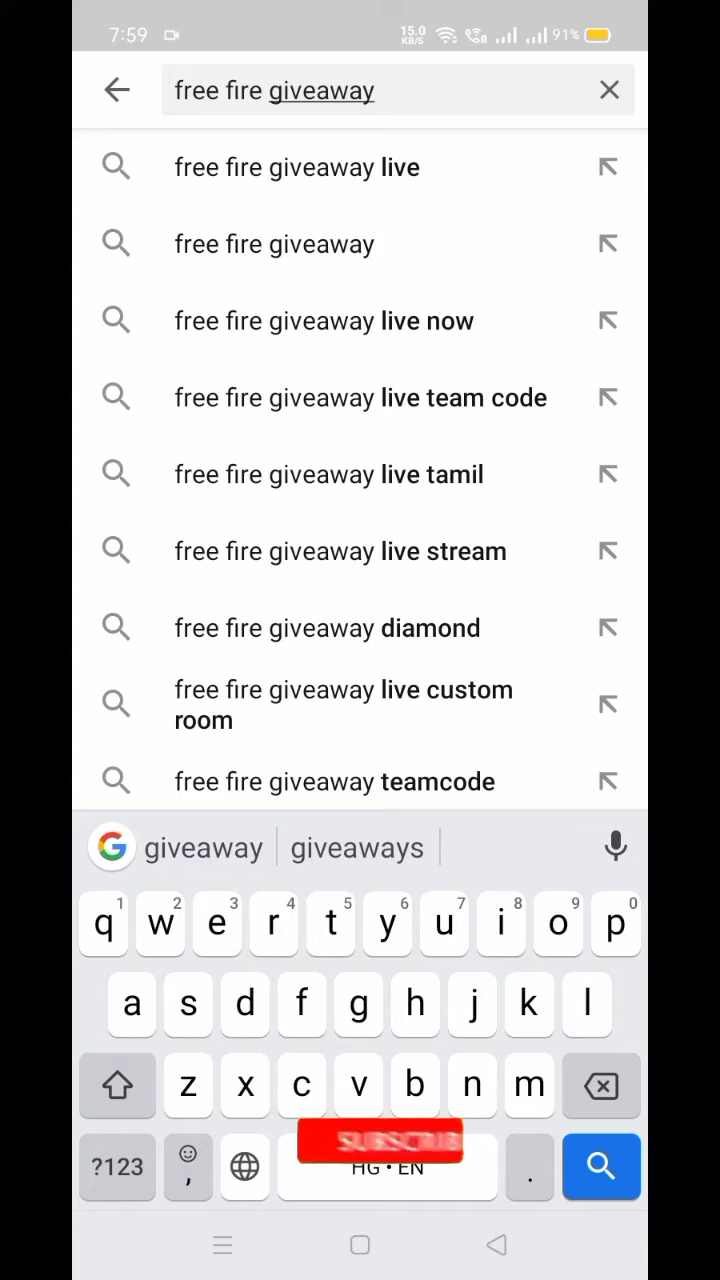 7:59 15.0 KB/S 91%
free fire giveaway
free fire giveaway live
free fire giveaway
free fire giveaway live now
free fire giveaway live team code
free fire giveaway live tamil
free fire giveaway live stream
free fire giveaway diamond
free fire giveaway live custom
room
free fire giveaway teamcode
giveaway giveaways
1 2 3 4 5 6 7 8 9 0
q w e r t y u i o p
a s d f g h j k l
z x c v b n m
?123 , HG • EN .